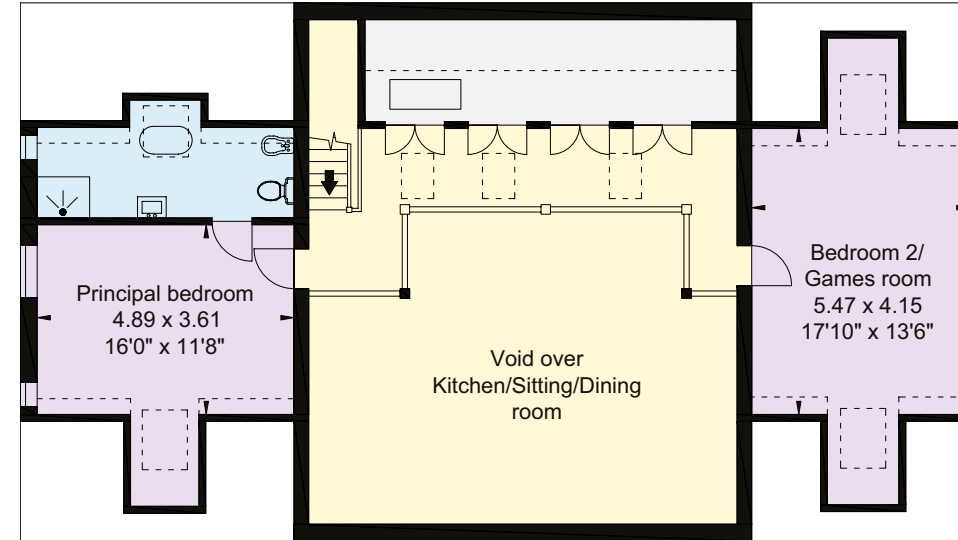 Principal bedroom
4.89 x 3.61
16'0" x 11'8"
Void over
Kitchen/Sitting/Dining
room
Bedroom 2/
Games room
5.47 x 4.15
17'10" x 13'6"